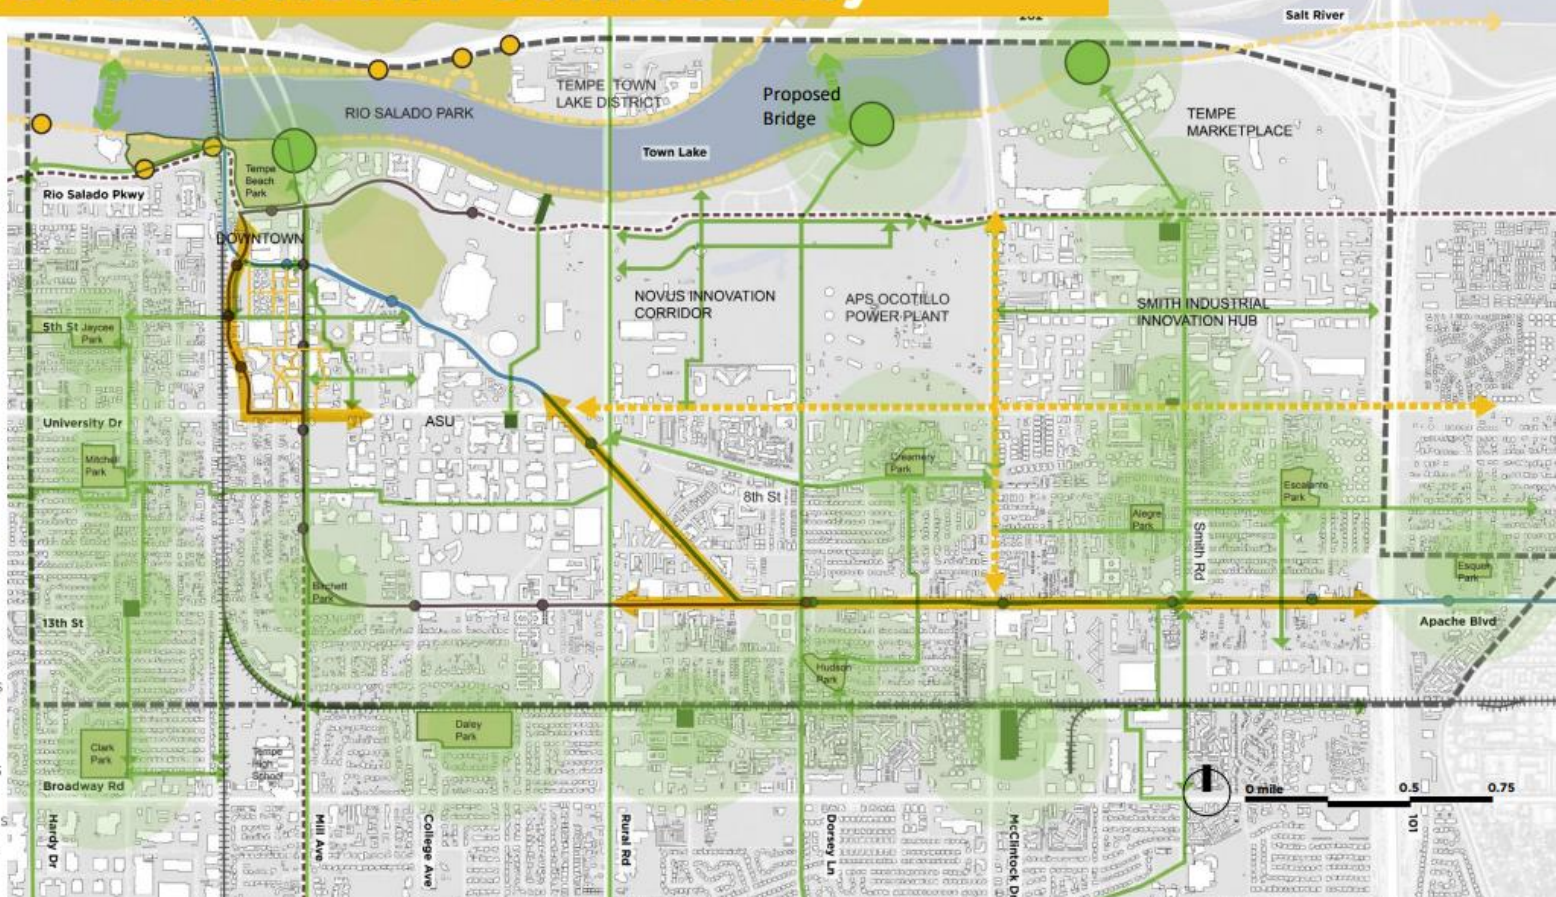 202
Salt River
TEMPE TOWN
LAKE DISTRICT
RIO SALADO PARK
Proposed
Bridge
TEMPE
MARKETPLACE
Town Lake
Tempe
Beach
Park
Rio Salado Pkwy
DOWNTOWN
NOVUS INNOVATION
CORRIDOR
APS OCOTILLO
POWER PLANT
SMITH INDUSTRIAL
INNOVATION HUB
5th St
Jaycee
Park
University Dr
ASU
Mitchell
Park
Creamery
Park
8th St
Escalante
Park
Alegre
Park
Smith Rd
Esquer
Park
Birchett
Park
13th St
Apache Blvd
Hudson
Park
Daley
Park
Clark
Park
Tempe
High
School
Broadway Rd
0 mile
0.5
0.75
101
Hardy Dr
Mill Ave
College Ave
Rural Rd
Dorsey Ln
McClintock Dr